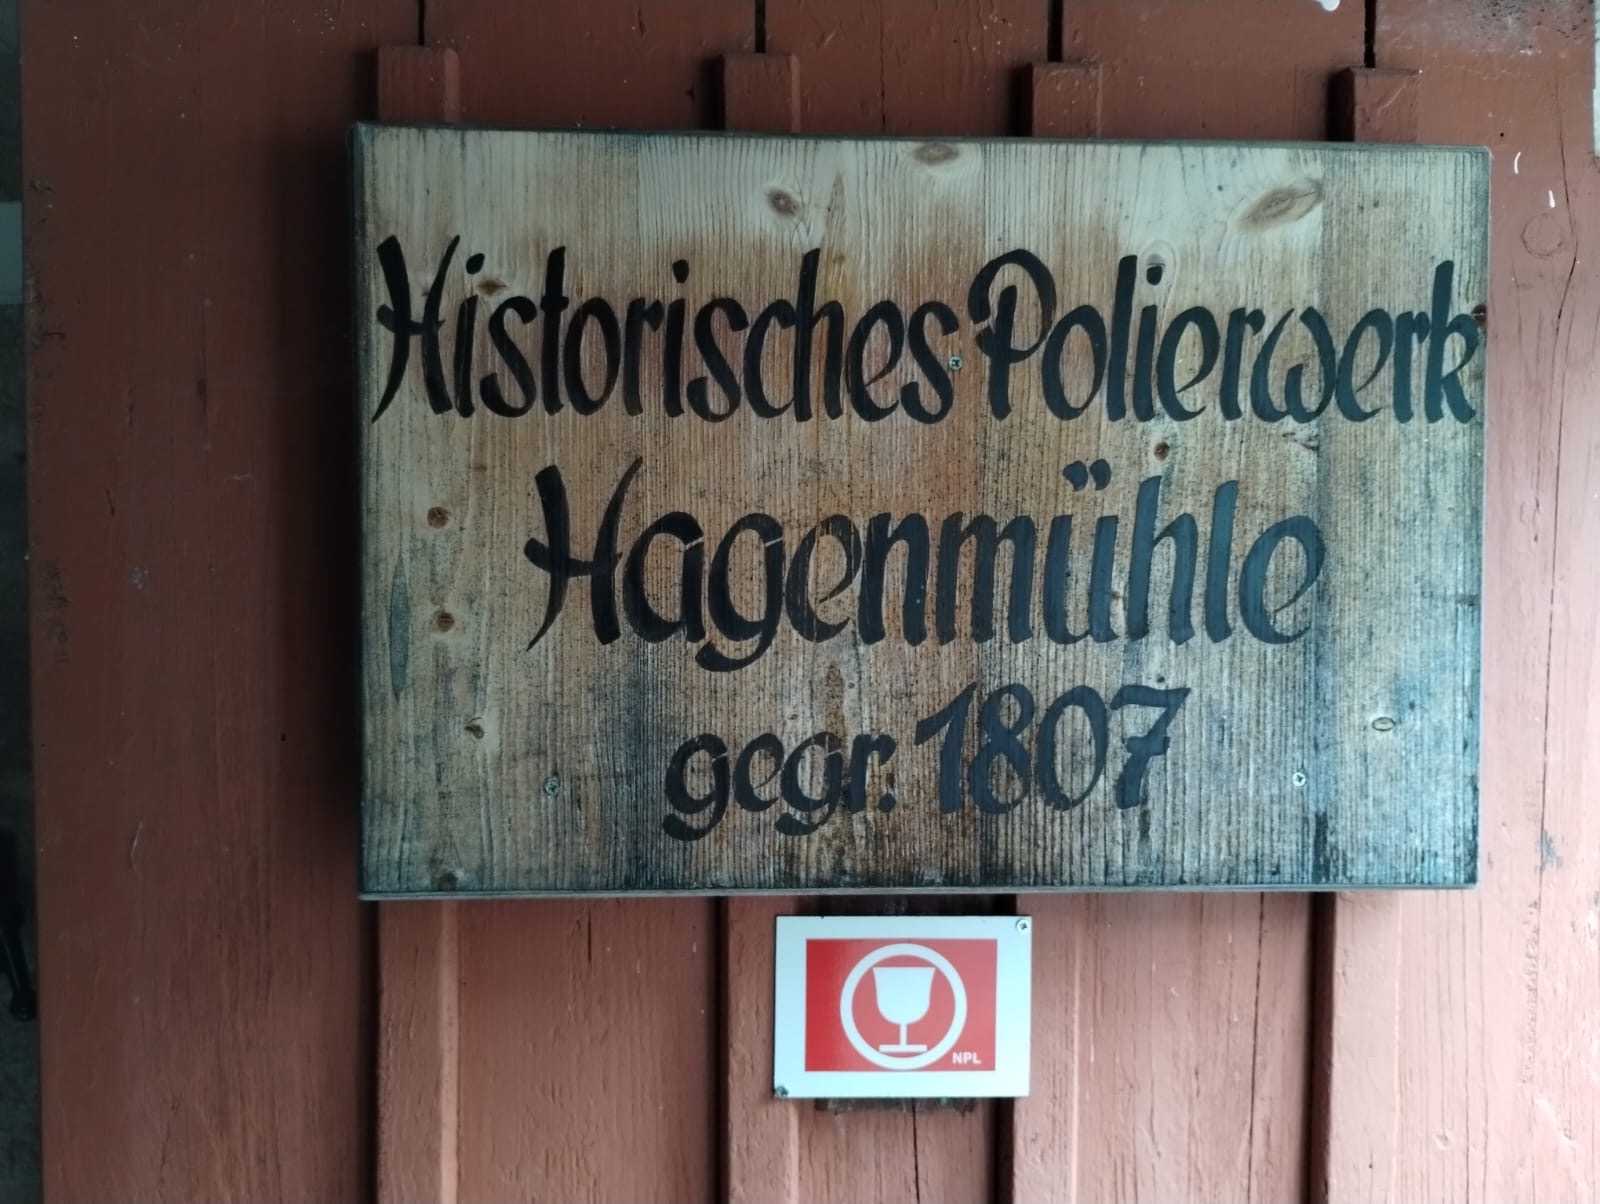 Historisches Polierwerk
Hagenmühle
gegr. 1807
NPL